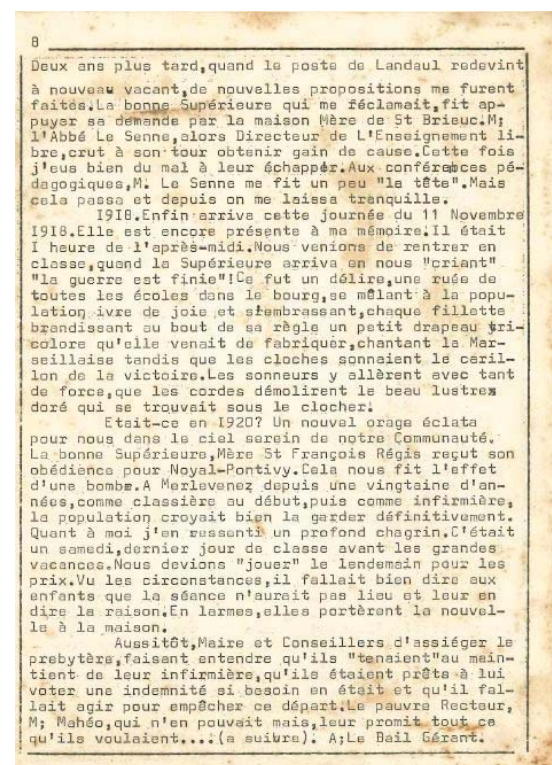 8
Deux ans plus tard,quand le poste de Landaul redevint
à nouveau vacant,de nouvelles propositions me furent
faites.La bonne Supérieure qui me réclamait,fit ap-
puyer sa demande par la maison Mère de St Brieuc.M;
l'Abbé Le Senne,alors Directeur de L'Enseignement li-
bre,crut à son tour obtenir gain de cause.Cette fois
j'eus bien du mal à leur échapper.Aux conférences pé-
dagogiques,M. Le Senne me fit un peu "la tête".Mais
cela passa et depuis on me laissa tranquille.
I9I8.Enfin arriva cette journée du 11 Novembre
I9I8.Elle est encore présente à ma mémoire.Il était
I heure de l'après-midi.Nous venions de rentrer en
classe,quand la Supérieure arriva en nous "criant"
"la guerre est finie"!Ce fut un délire,une ruée de
toutes les écoles dans le bourg,se mêlant à la popu-
lation ivre de joie et s'embrassant,chaque fillette
brandissant au bout de sa règle un petit drapeau tri-
colore qu'elle venait de fabriquer,chantant la Mar-
seillaise tandis que les cloches sonnaient le caril-
lon de la victoire.Les sonneurs y allèrent avec tant
de force,que les cordes démolirent le beau lustrex
doré qui se trouvait sous le clocher!
Etait-ce en I920? Un nouvel orage éclata
pour nous dans le ciel serein de notre Communauté.
La bonne Supérieure,Mère St François Régis reçut son
obédience pour Noyal-Pontivy.Cela nous fit l'effet
d'une bombe.A Merlevenez depuis une vingtaine d'an-
nées,comme classière au début,puis comme infirmière,
la population croyait bien la garder définitivement.
Quant à moi j'en ressenti un profond chagrin.C'était
un samedi,dernier jour de classe avant les grandes
vacances.Nous devions "jouer" le lendemain pour les
prix.Vu les circonstances,il fallait bien dire aux
enfants que la séance n'aurait pas lieu et leur en
dire la raison.En larmes,elles portèrent la nouvel-
le à la maison.
Aussitôt,Maire et Conseillers d'assiéger le
prebytère,faisant entendre qu'ils "tenaient"au main-
tient de leur infirmière,qu'ils étaient prêts à lui
voter une indemnité si besoin en était et qu'il fal-
lait agir pour empêcher ce départ.Le pauvre Recteur,
M; Mahéo,qui n'en pouvait mais,leur promit tout ce
qu'ils voulaient....(a suibre). A;Le Bail Gérant.